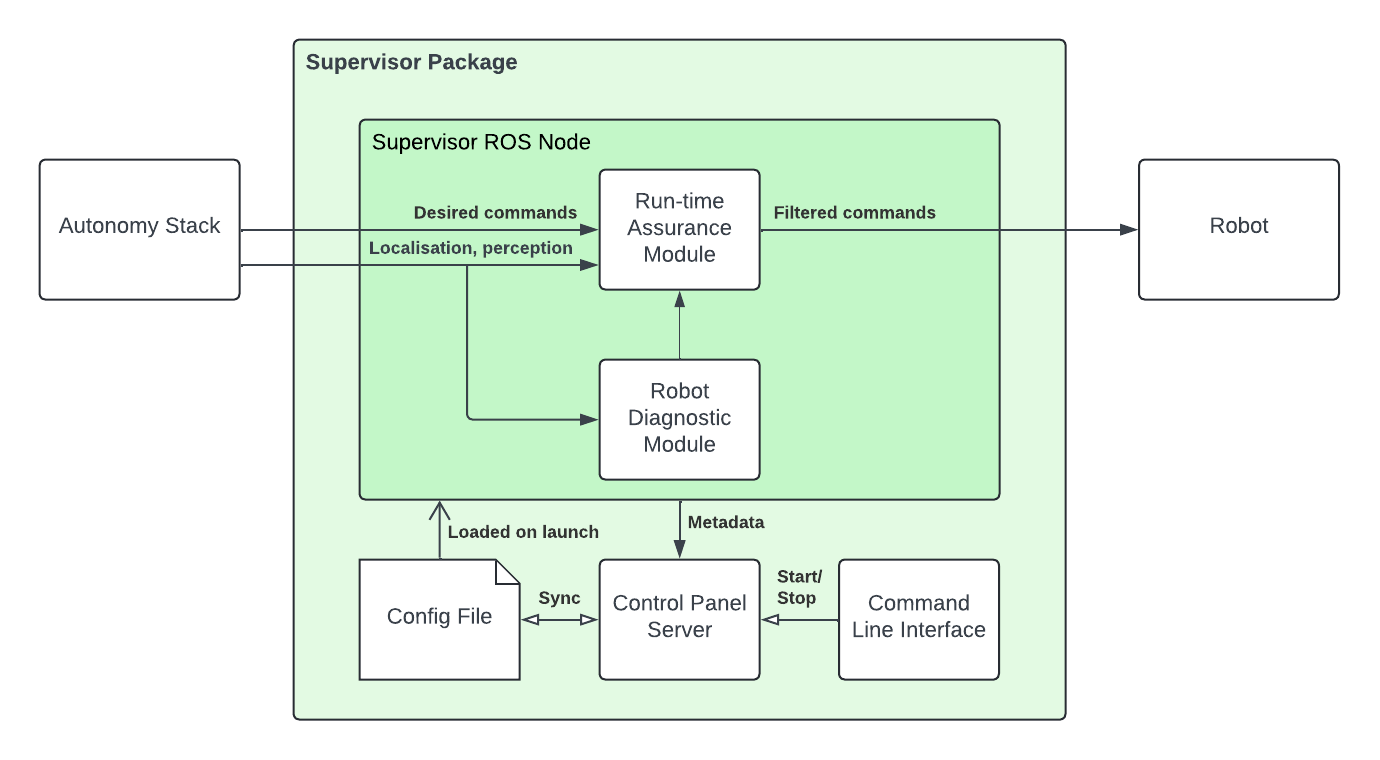 Supervisor Package
Supervisor ROS Node
Autonomy Stack
Desired commands
Localisation, perception
Run-time
Assurance
Module
Filtered commands
Robot
Robot
Diagnostic
Module
Loaded on launch
Metadata
Config File
Sync
Control Panel
Server
Start/
Stop
Command
Line Interface